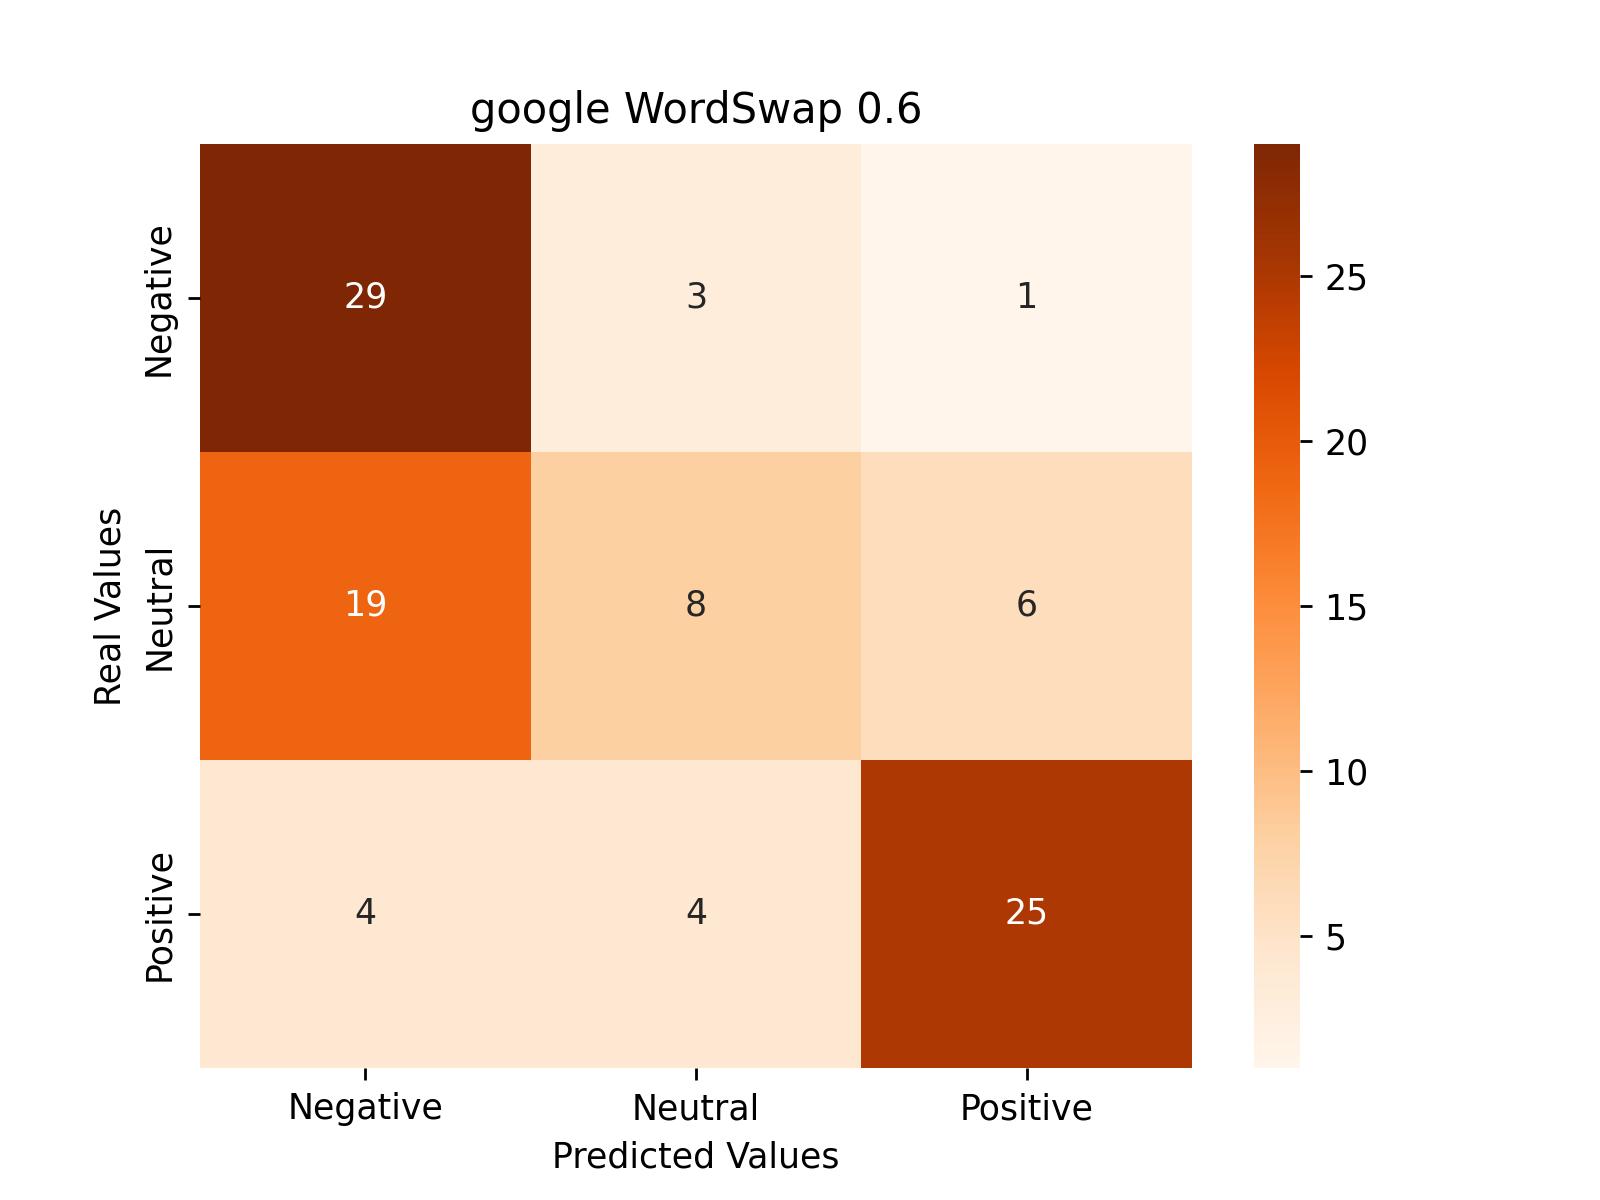 google WordSwap 0.6
Negative
29 3 1
25
20
Real Values
Neutral
19 8 6
15
10
Positive
4 4 25
5
Negative Neutral Positive
Predicted Values